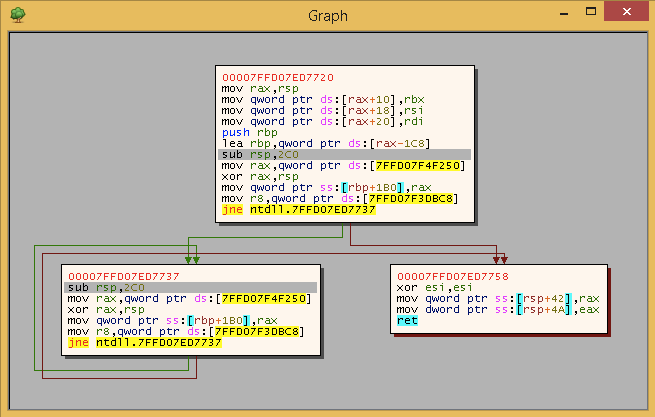 Graph
00007FFD07ED7720
mov rax,rsp
mov qword ptr ds:[rax+10],rbx
mov qword ptr ds:[rax+18],rsi
mov qword ptr ds:[rax+20],rdi
push rbp
lea rbp,qword ptr ds:[rax-1C8]
sub rsp,2C0
mov rax,qword ptr ds:[7FFD07F4F250]
xor rax,rsp
mov qword ptr ss:[rbp+1B0],rax
mov r8,qword ptr ds:[7FFD07F3DBC8]
jne ntdll.7FFD07ED7737
00007FFD07ED7737
sub rsp,2C0
mov rax,qword ptr ds:[7FFD07F4F250]
xor rax,rsp
mov qword ptr ss:[rbp+1B0],rax
mov r8,qword ptr ds:[7FFD07F3DBC8]
jne ntdll.7FFD07ED7737
00007FFD07ED7758
xor esi,esi
mov qword ptr ss:[rsp+42],rax
mov dword ptr ss:[rsp+4A],eax
ret